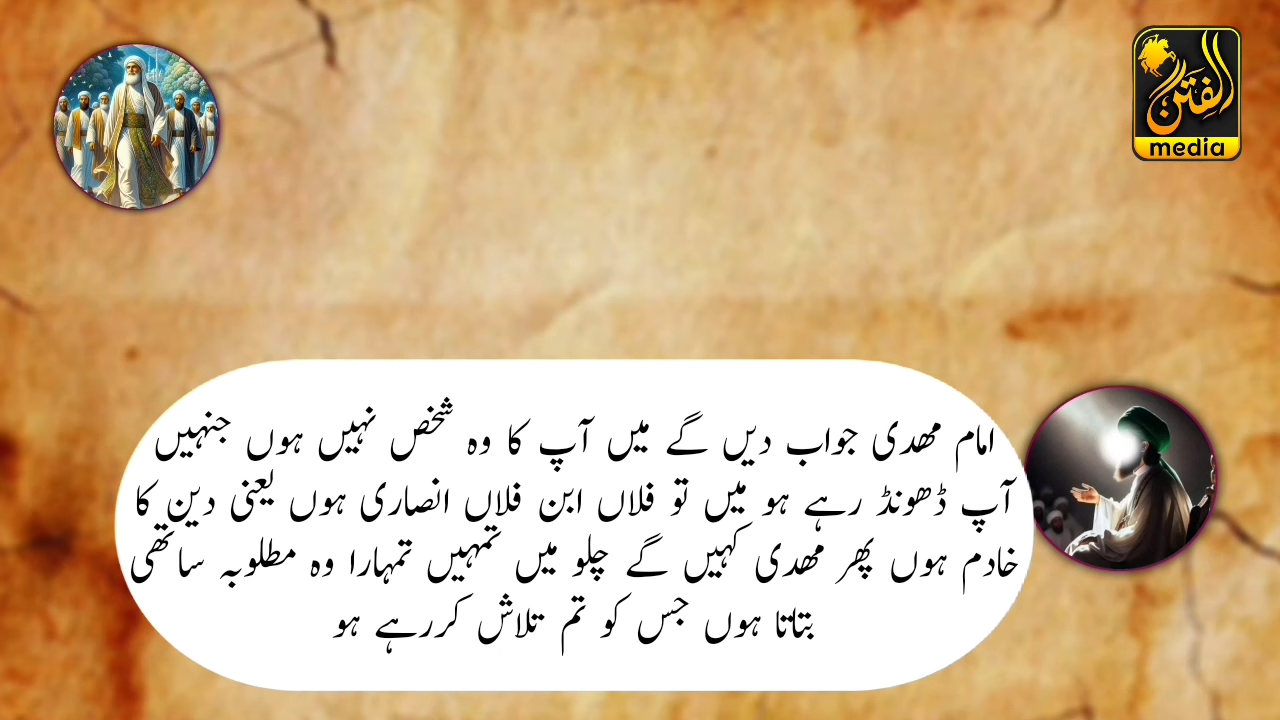 الفتن
media
امام مھدی جواب دیں گے میں آپ کا وہ شخص نہیں ہوں جنہیں
آپ ڈھونڈ رہے ہو میں تو فلاں ابن فلاں انصاری ہوں یعنی دین کا
خادم ہوں پھر مھدی کہیں گے چلو میں تمہیں تمہارا وہ مطلوبہ ساتھی
بتاتا ہوں جس کو تم تلاش کررہے ہو